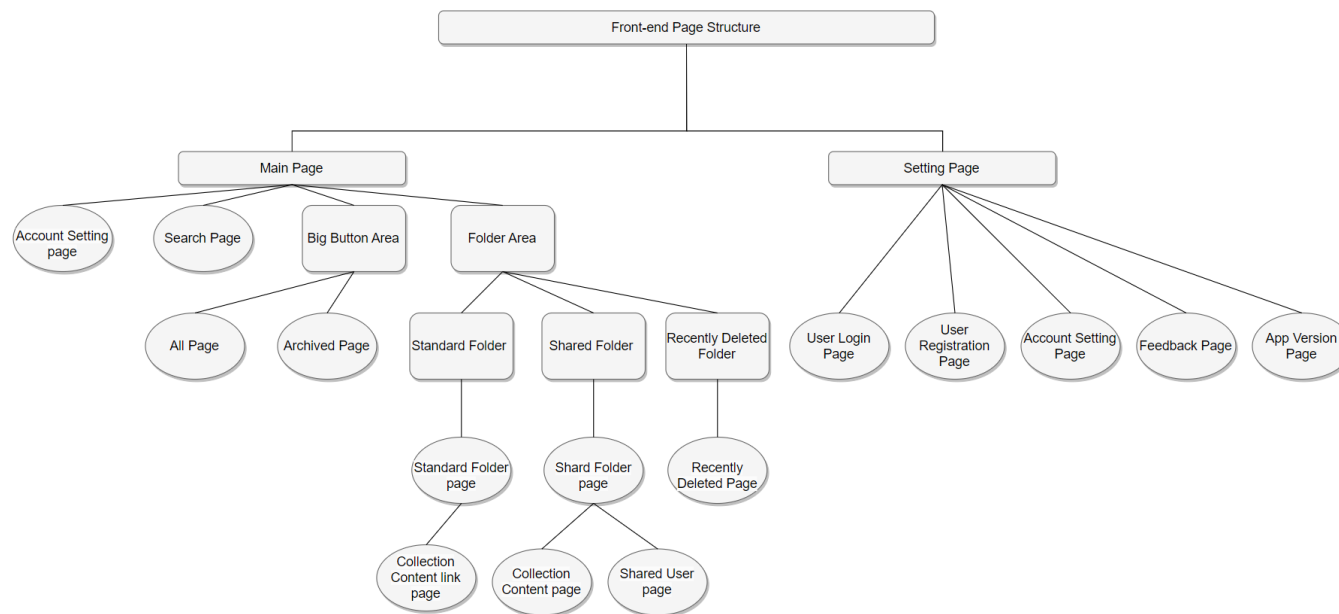 Front-end Page Structure
Main Page
Setting Page
Account Setting
page
Search Page
Big Button Area
Folder Area
All Page
Archived Page
Standard Folder
Shared Folder
Recently Deleted
Folder
User Login
Page
User
Registration
Page
Account Setting
Page
Feedback Page
App Version
Page
Standard Folder
page
Shard Folder
page
Recently
Deleted Page
Collection
Content link
page
Collection
Content page
Shared User
page